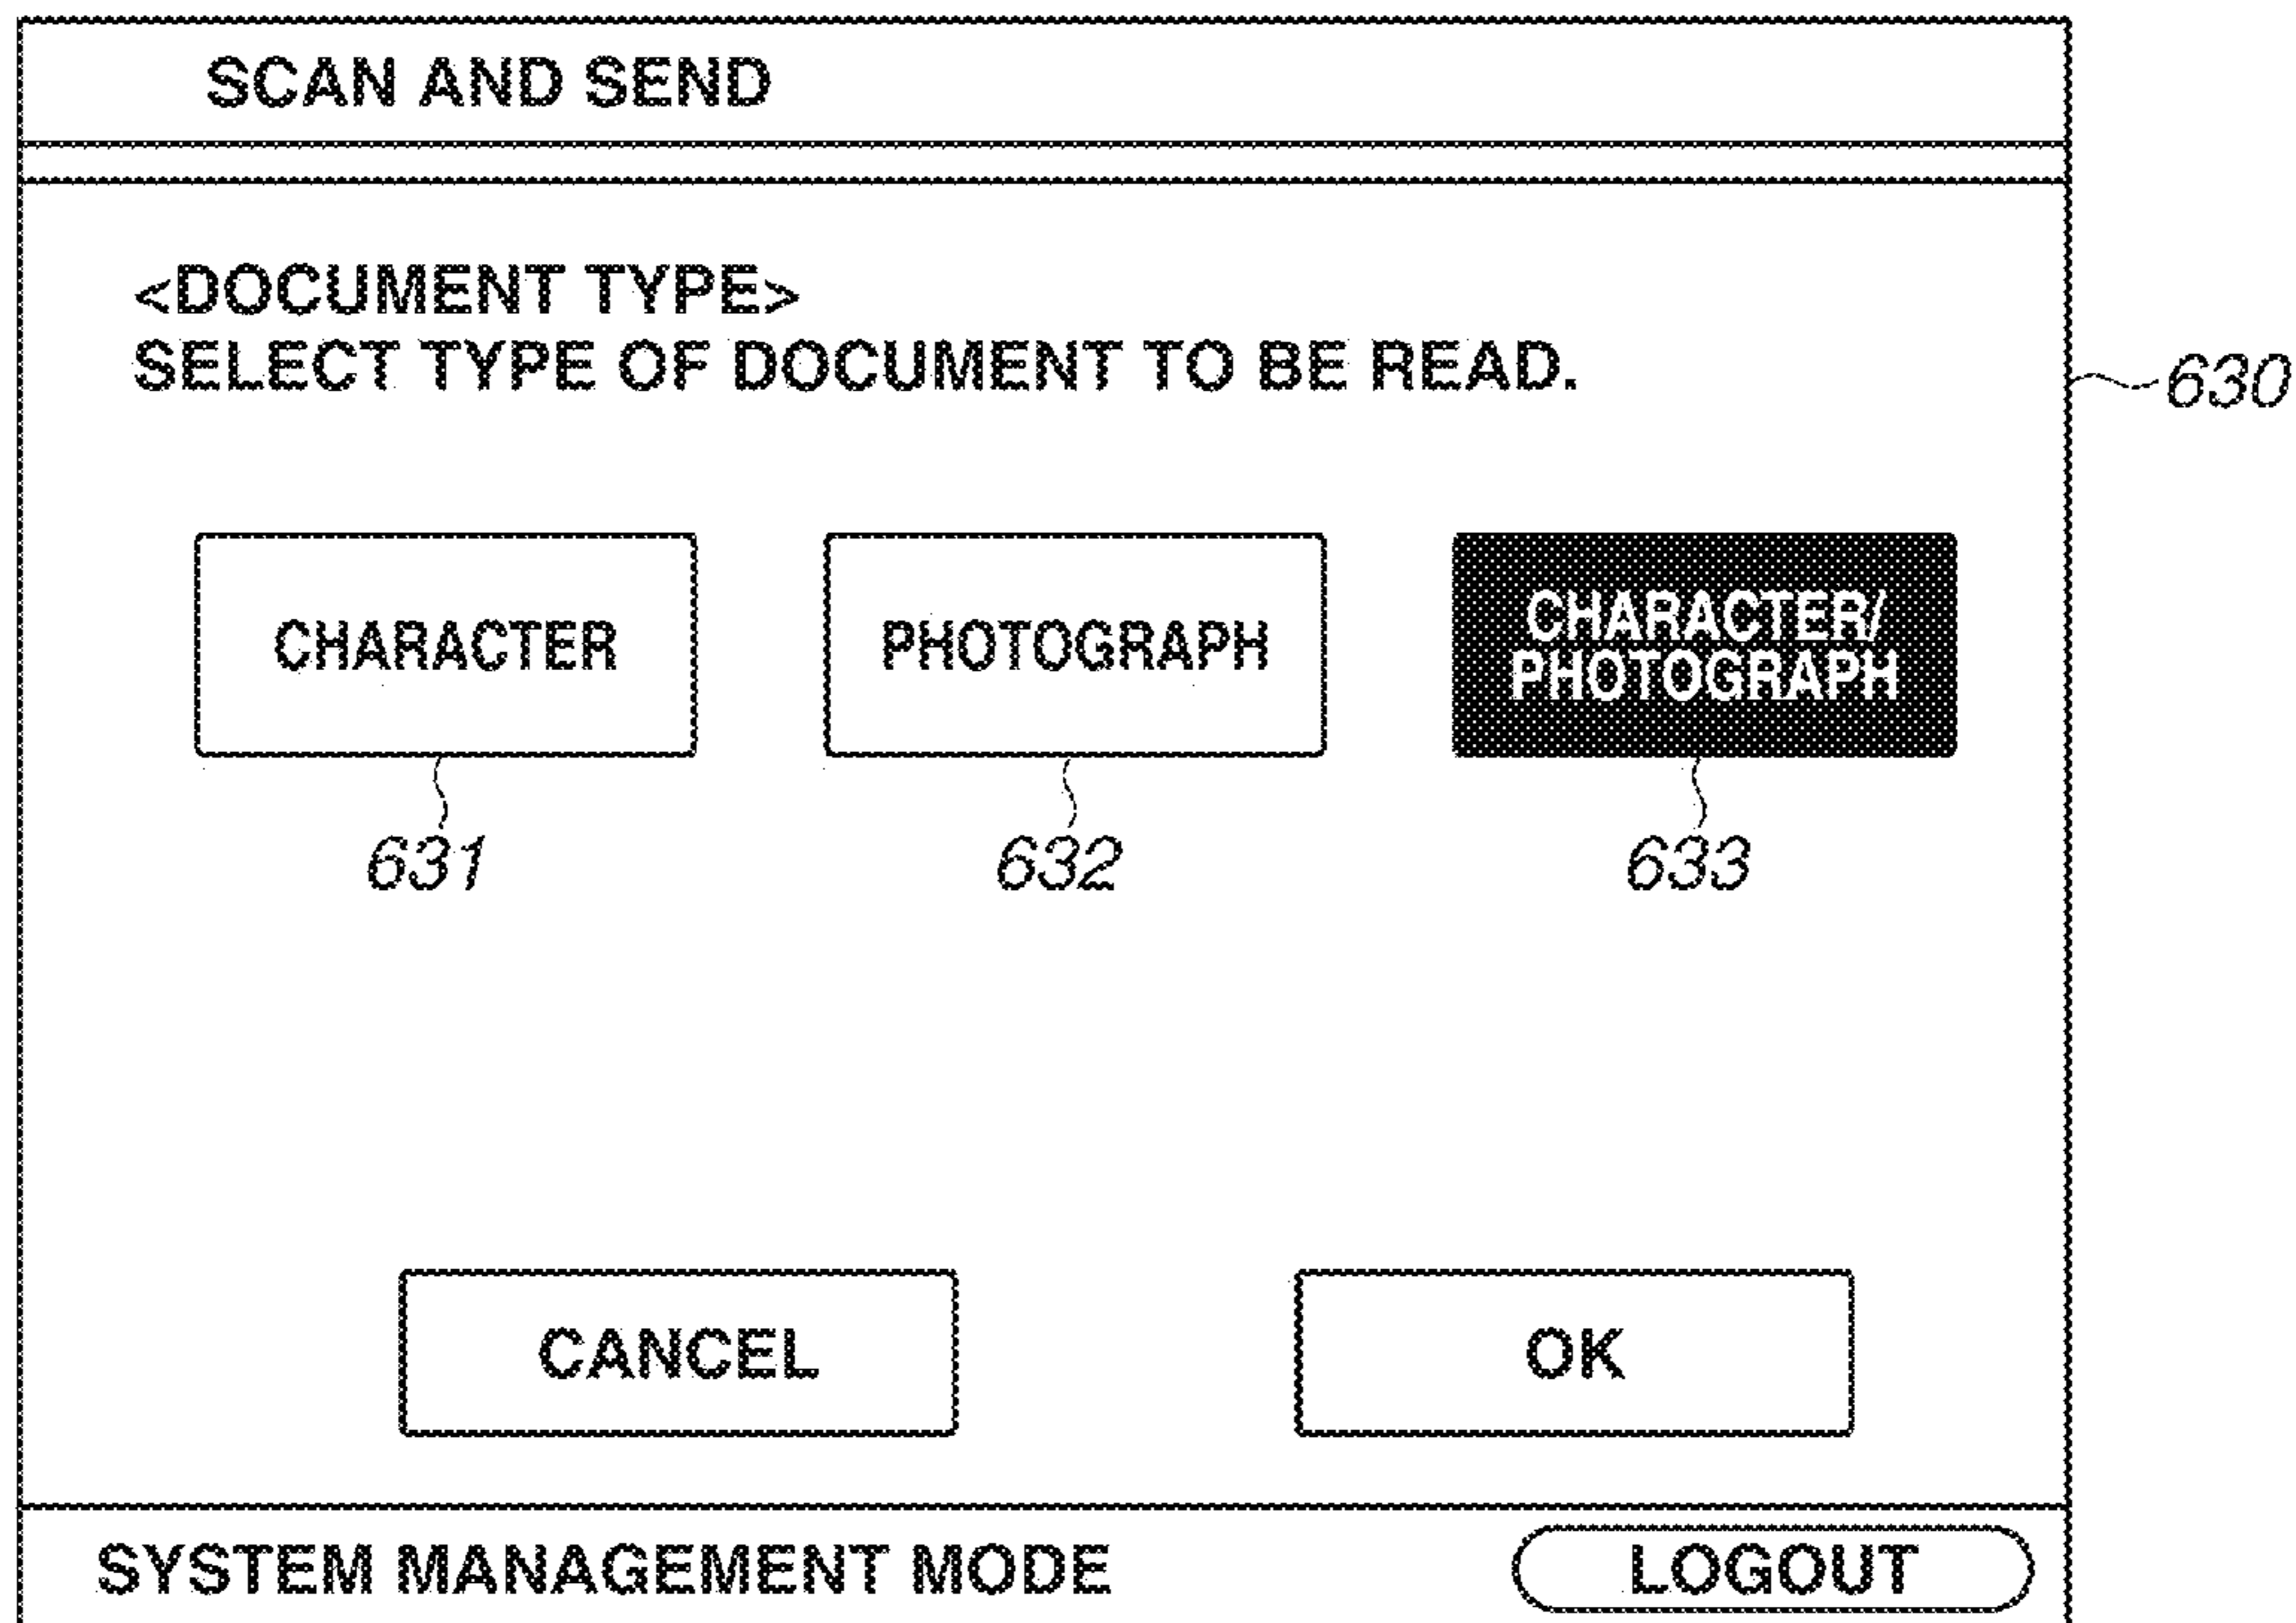 SCAN AND SEND
<DOCUMENT TYPE>
SELECT TYPE OF DOCUMENT TO BE READ.
630
CHARACTER
PHOTOGRAPH
CHARACTER/
PHOTOGRAPH
631
632
633
CANCEL
OK
SYSTEM MANAGEMENT MODE
LOGOUT